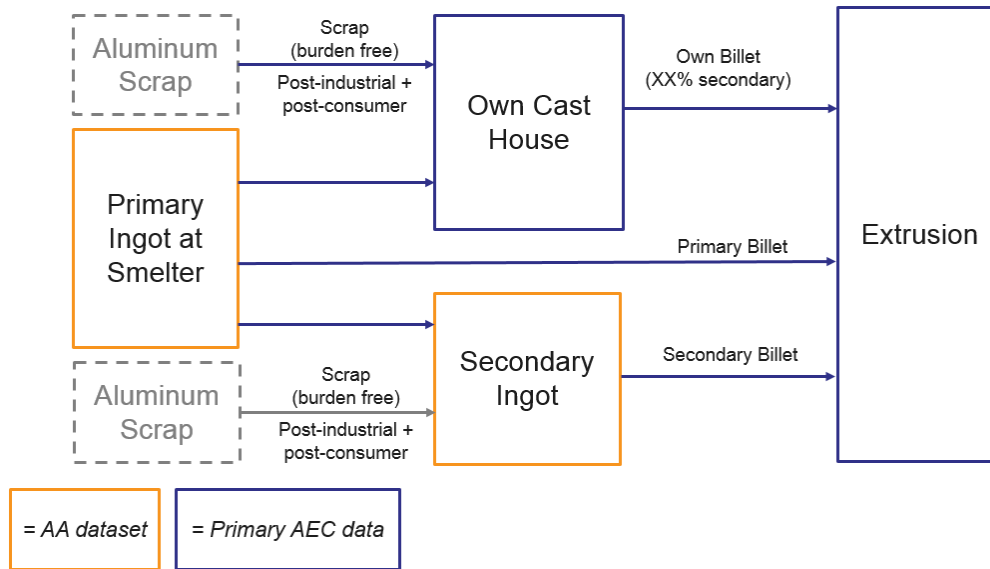 Aluminum
Scrap
Scrap
(burden free)
Post-industrial +
post-consumer
Own Cast
House
Own Billet
(XX% secondary)
Primary
Ingot at
Smelter
Primary Billet
Extrusion
Aluminum
Scrap
Scrap
(burden free)
Post-industrial +
post-consumer
Secondary
Ingot
Secondary Billet
= AA dataset
= Primary AEC data